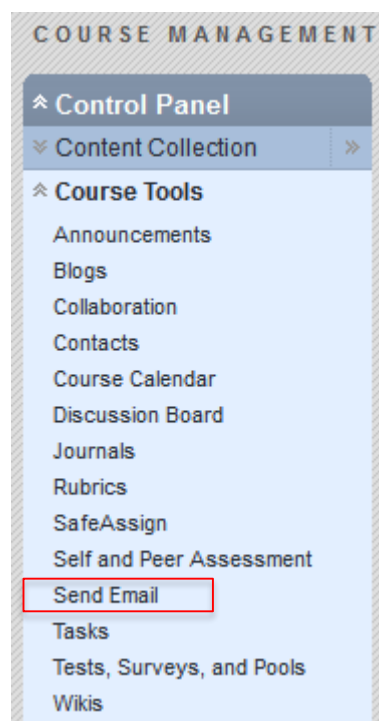 COURSE MANAGEMENT
Control Panel
Content Collection
Course Tools
Announcements
Blogs
Collaboration
Contacts
Course Calendar
Discussion Board
Journals
Rubrics
SafeAssign
Self and Peer Assessment
Send Email
Tasks
Tests, Surveys, and Pools
Wikis